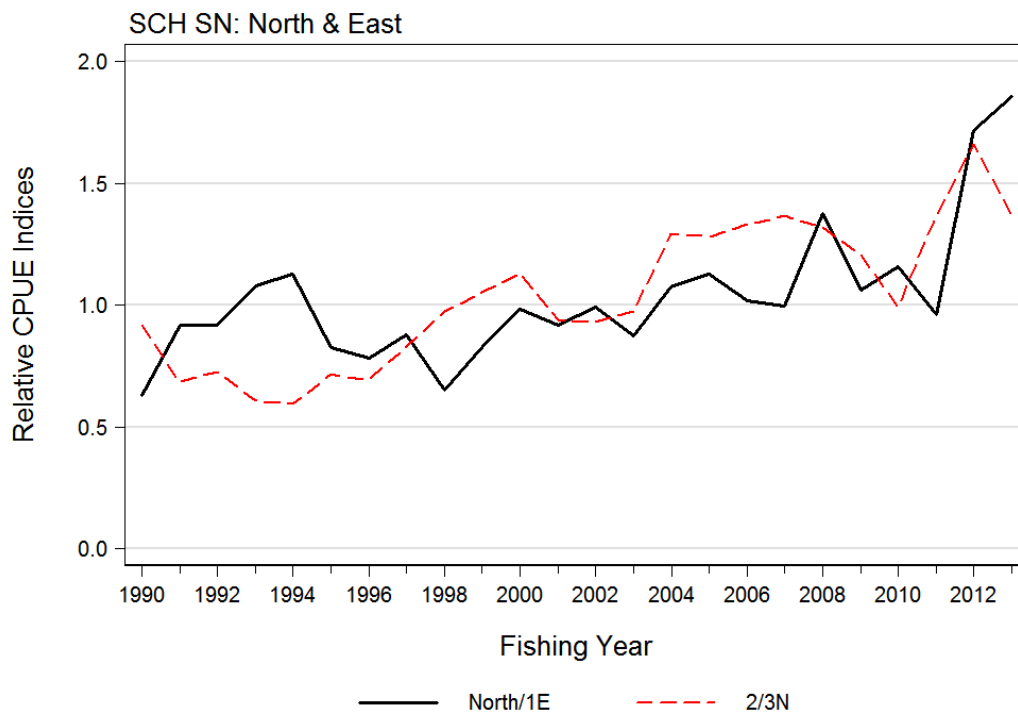 SCH SN: North & East
2.0
1.5
1.0
0.5
0.0
Relative CPUE Indices
1990 1992 1994 1996 1998 2000 2002 2004 2006 2008 2010 2012
Fishing Year
North/1E 2/3N